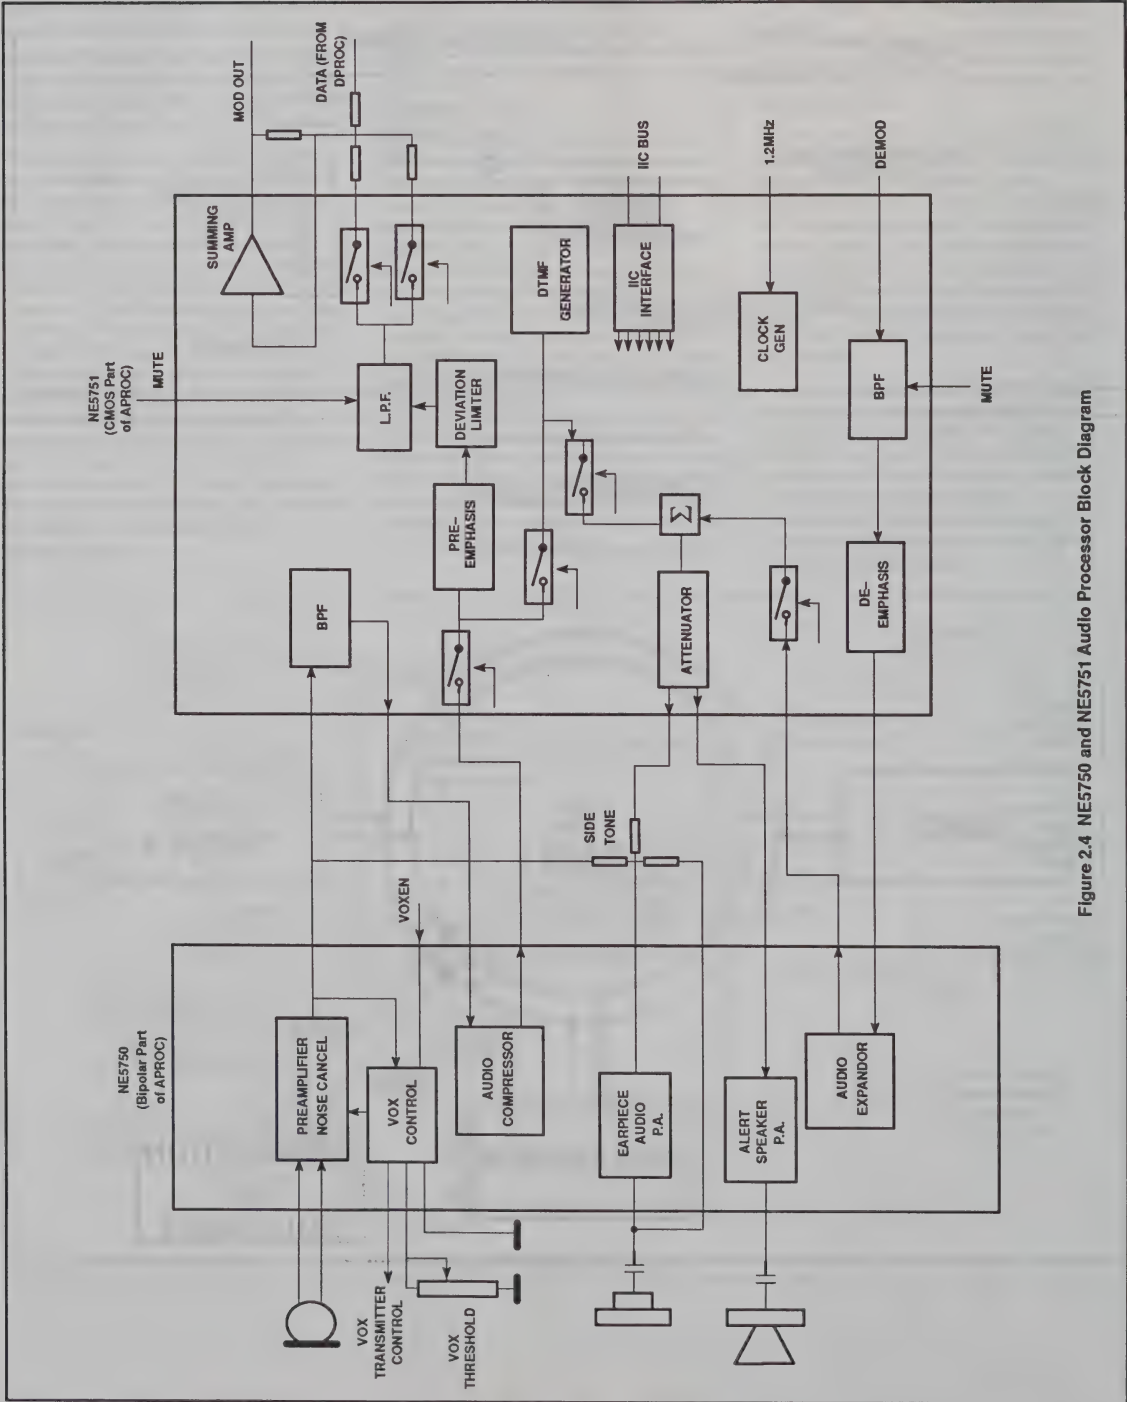 NE5750
(Bipolar Part
of APROC)
NE5751
(CMOS Part
of APROC)
MUTE
PREAMPLIFIER
NOISE CANCEL
VOX
CONTROL
AUDIO
COMPRESSOR
EARPIECE
AUDIO
P.A.
ALERT
SPEAKER
P.A.
AUDIO
EXPANDOR
VOX
TRANSMITTER
CONTROL
VOX
THRESHOLD
VOXEN
SIDE
TONE
BPF
PRE–
EMPHASIS
DEVIATION
LIMITER
L.P.F.
SUMMING
AMP
MOD OUT
DATA (FROM
DPROC)
DTMF
GENERATOR
IIC
INTERFACE
IIC BUS
ATTENUATOR
Σ
CLOCK
GEN
1.2MHz
DE–
EMPHASIS
BPF
DEMOD
MUTE
Figure 2.4 NE5750 and NE5751 Audio Processor Block Diagram